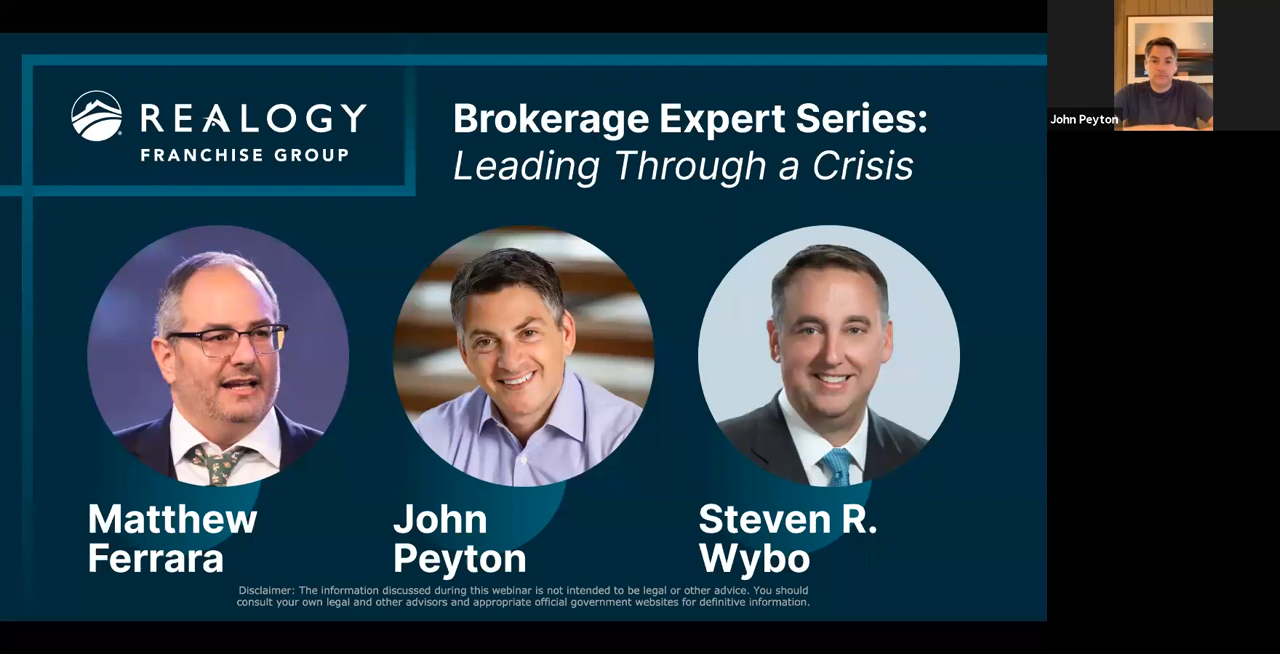 REALOGY
FRANCHISE GROUP
Brokerage Expert Series:
Leading Through a Crisis
Matthew
Ferrara
John
Peyton
Steven R.
Wybo
Disclaimer: The information discussed during this webinar is not intended to be legal or other advice. You should
consult your own legal and other advisors and appropriate official government websites for definitive information.
John Peyton